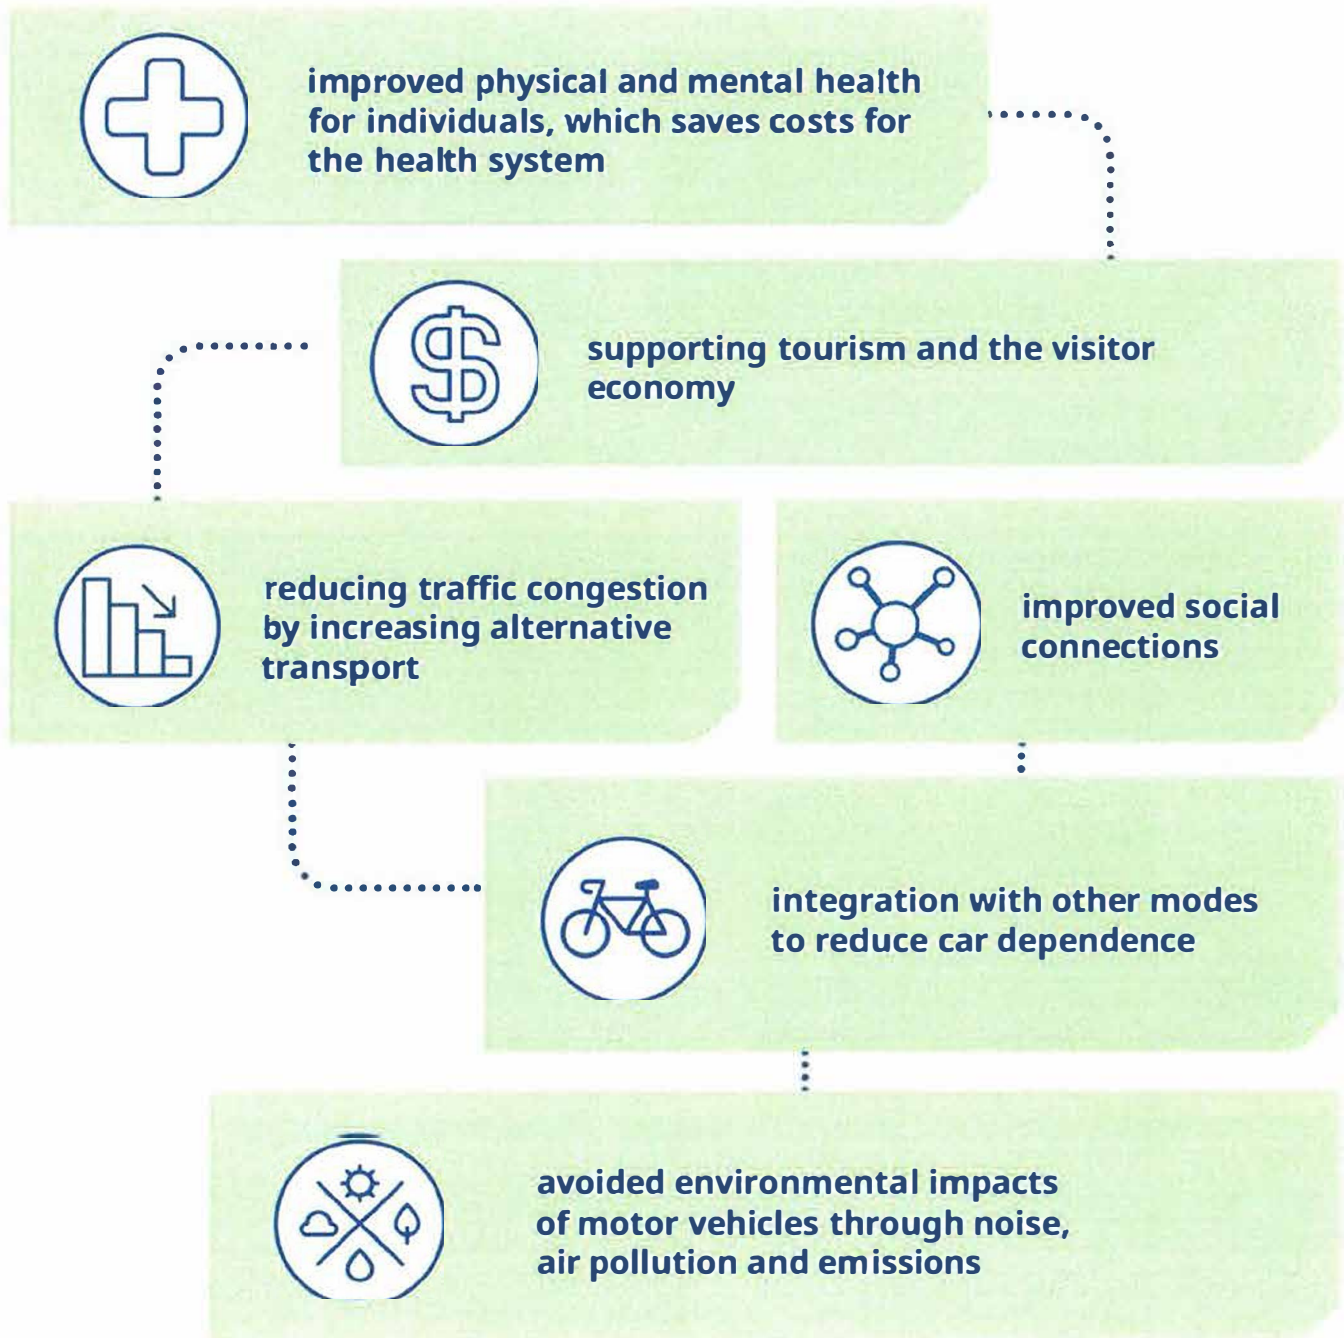 improved physical and mental health
for individuals, which saves costs for
the health system
supporting tourism and the visitor
economy
reducing traffic congestion
by increasing alternative
transport
improved social
connections
integration with other modes
to reduce car dependence
avoided environmental impacts
of motor vehicles through noise,
air pollution and emissions